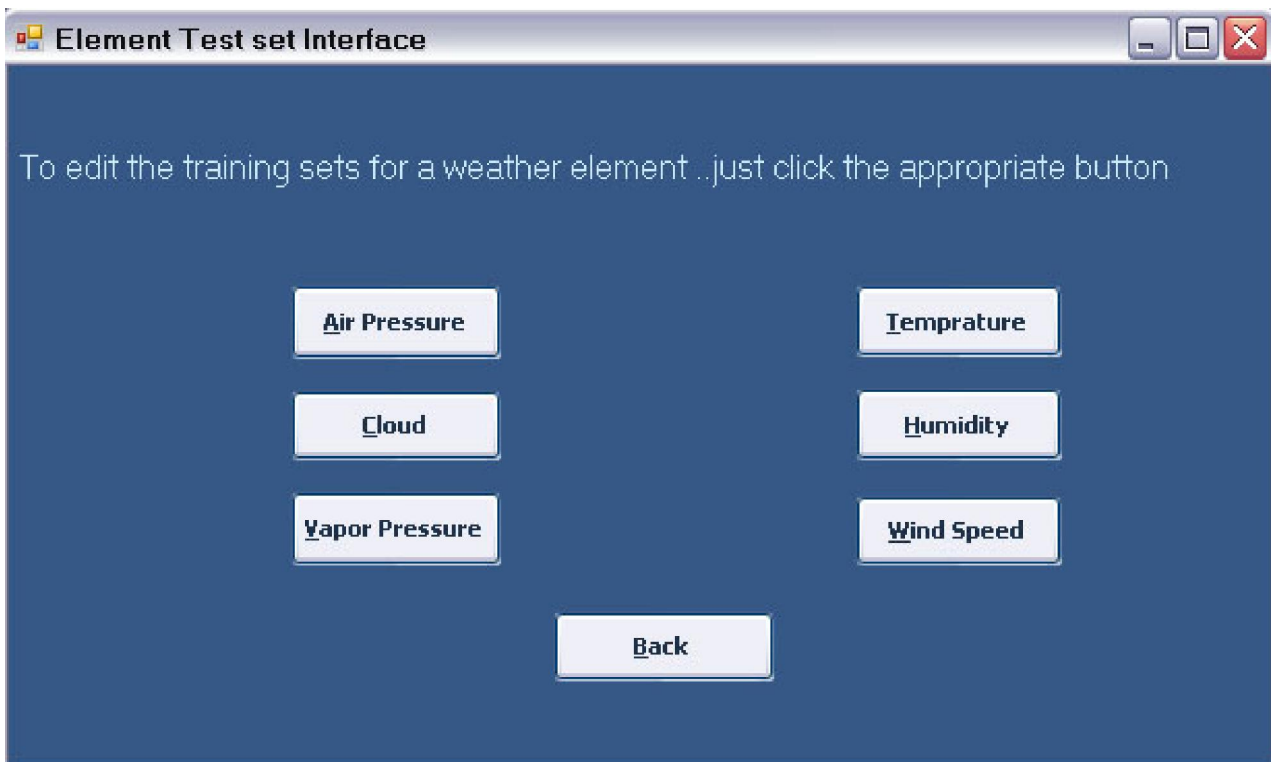 Element Test set Interface
To edit the training sets for a weather element ..just click the appropriate button
Air Pressure
Temprature
Cloud
Humidity
Vapor Pressure
Wind Speed
Back